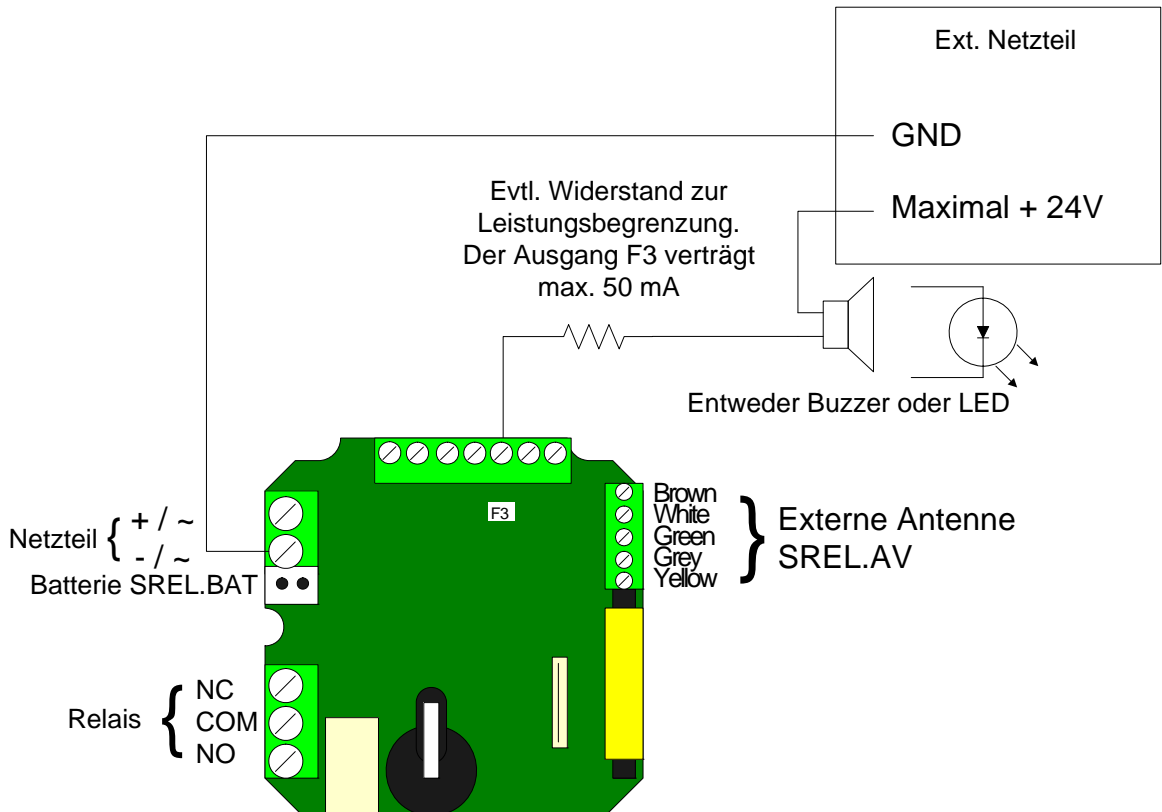 Ext. Netzteil
GND
Maximal + 24V
Evtl. Widerstand zur
Leistungsbegrenzung.
Der Ausgang F3 verträgt
max. 50 mA
Entweder Buzzer oder LED
F3
Netzteil { + / ~
- / ~
Batterie SREL.BAT
Brown
White
Green
Grey
Yellow
} Externe Antenne
SREL.AV
Relais { NC
COM
NO